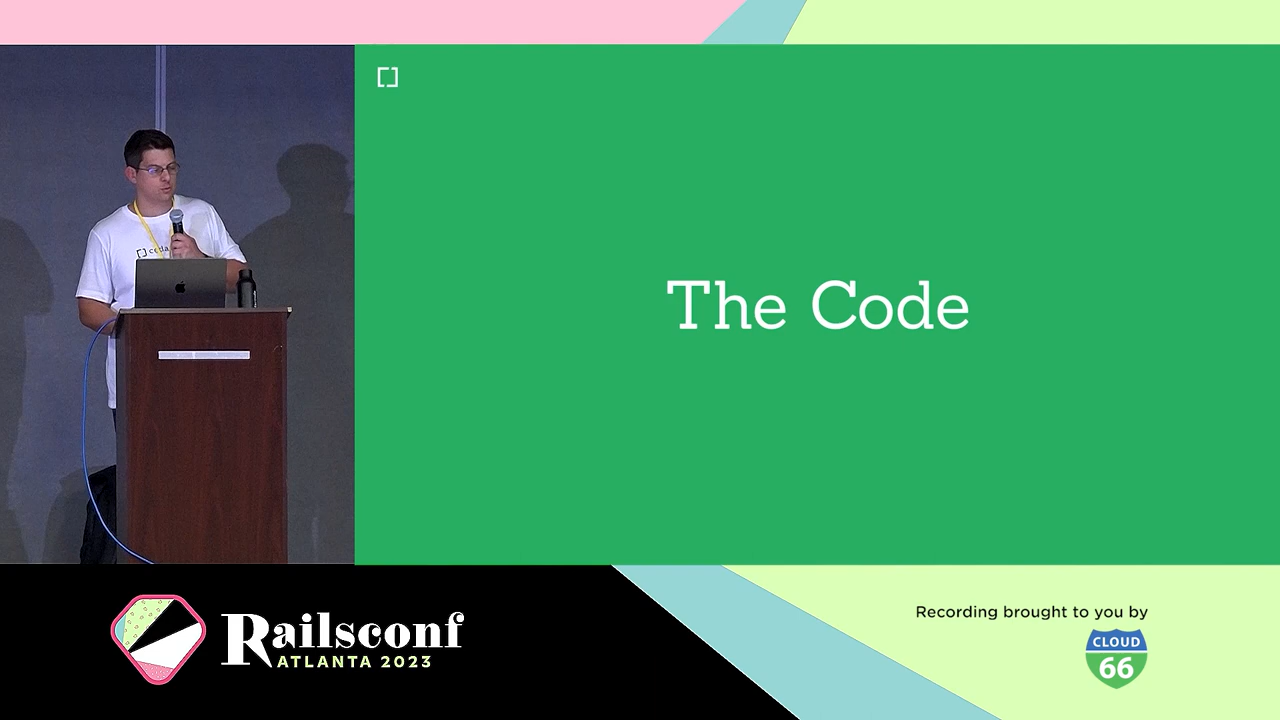 The Code
Railsconf
ATLANTA 2023
Recording brought to you by
CLOUD
66